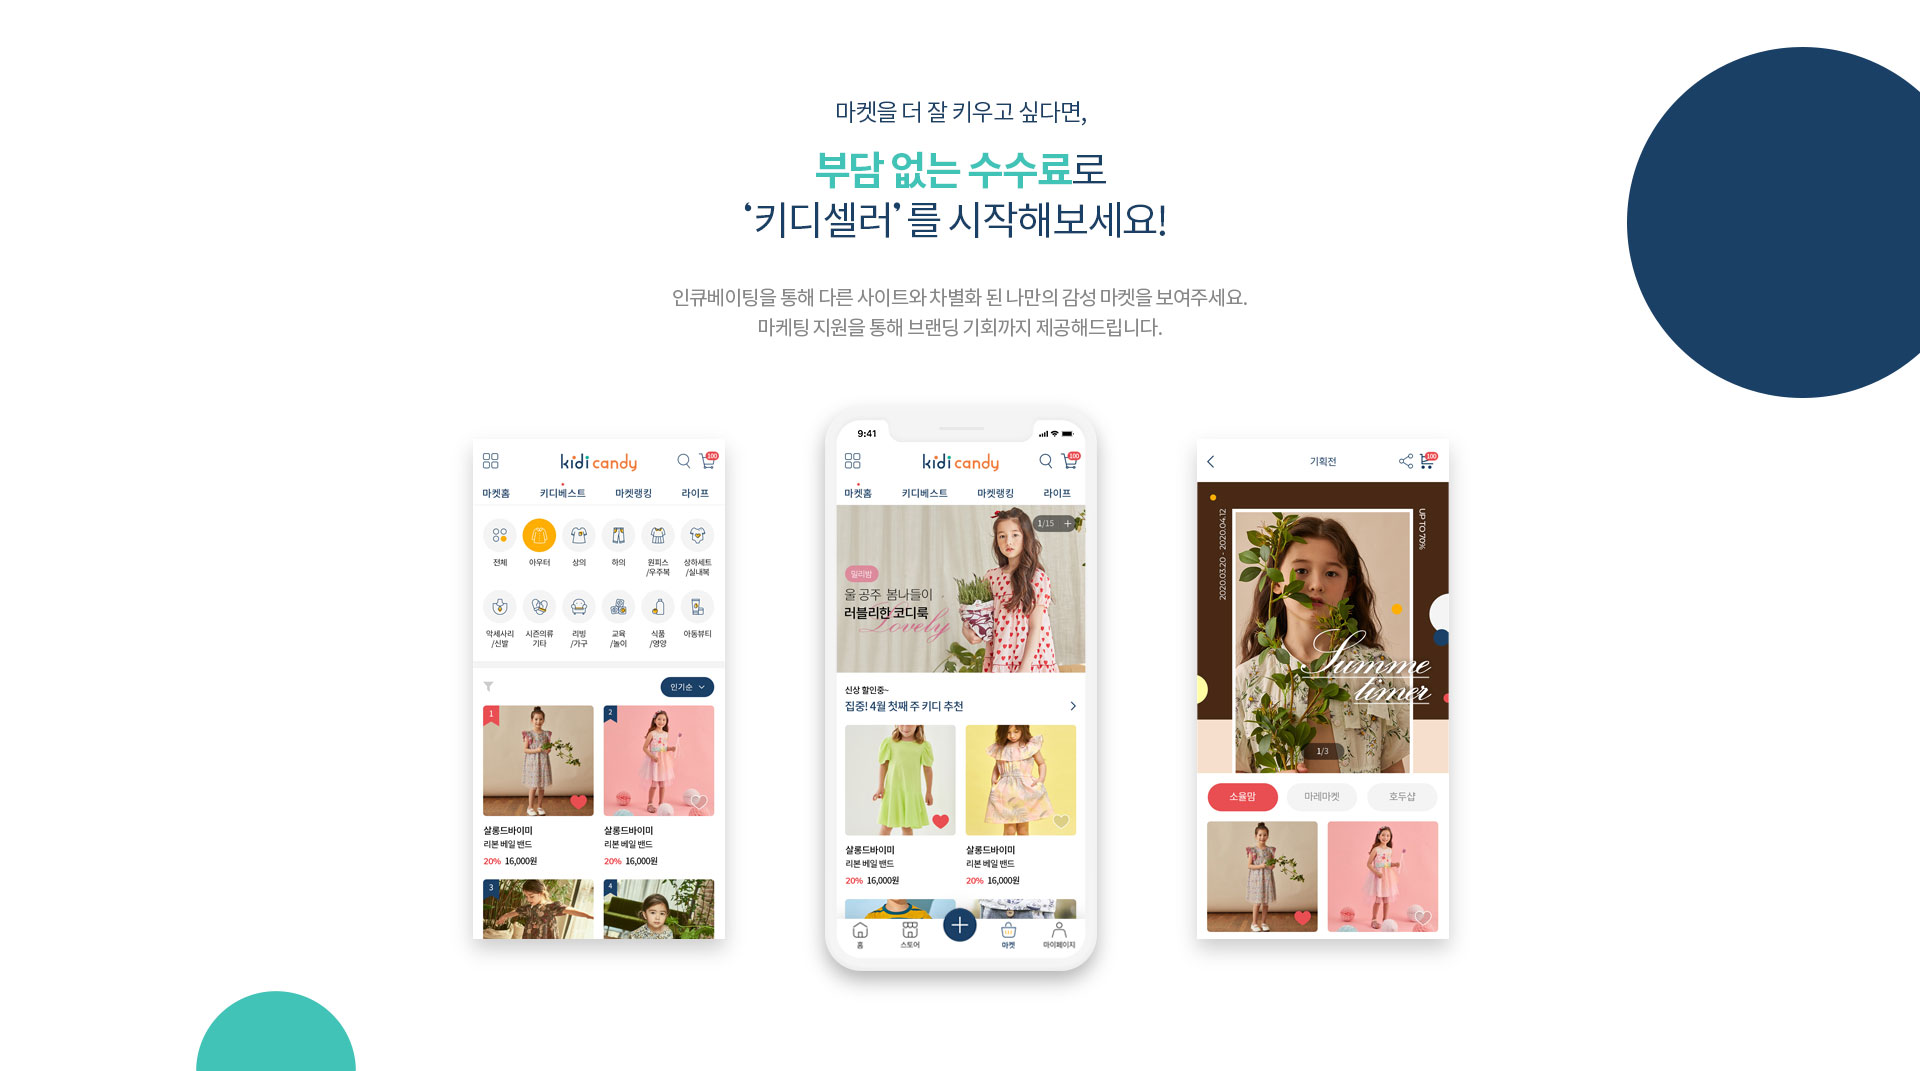 마켓을 더 잘 키우고 싶다면,
부담 없는 수수료로
‘키디셀러’를 시작해보세요!
인큐베이팅을 통해 다른 사이트와 차별화 된 나만의 감성 마켓을 보여주세요.
마케팅 지원을 통해 브랜딩 기회까지 제공해드립니다.
kidi candy
100
마켓홈 키디베스트 마켓랭킹 라이프
전체 아우터 상의 하의 원피스 상하세트
/우주복 /실내복
악세사리 시즌의류 리빙 교육 식품 아동뷰티
/신발 기타 /가구 /놀이 /영양
인기순
1 2
살롱드바이미 살롱드바이미
리본 베일 밴드 리본 베일 밴드
20% 16,000원 20% 16,000원
3 4
9:41
kidi candy
100
마켓홈 키디베스트 마켓랭킹 라이프
1/15 +
밀리밤
울 공주 봄나들이
러블리한 코디룩
Lovely
신상 할인중~
집중! 4월 첫째 주 키디 추천
살롱드바이미 살롱드바이미
리본 베일 밴드 리본 베일 밴드
20% 16,000원 20% 16,000원
홈 스토어 마켓 마이페이지
기획전
100
2020.03.20 - 2020.04.12
UP TO 70%
Summe
timer
1/3
소율맘 마레마켓 호두샵